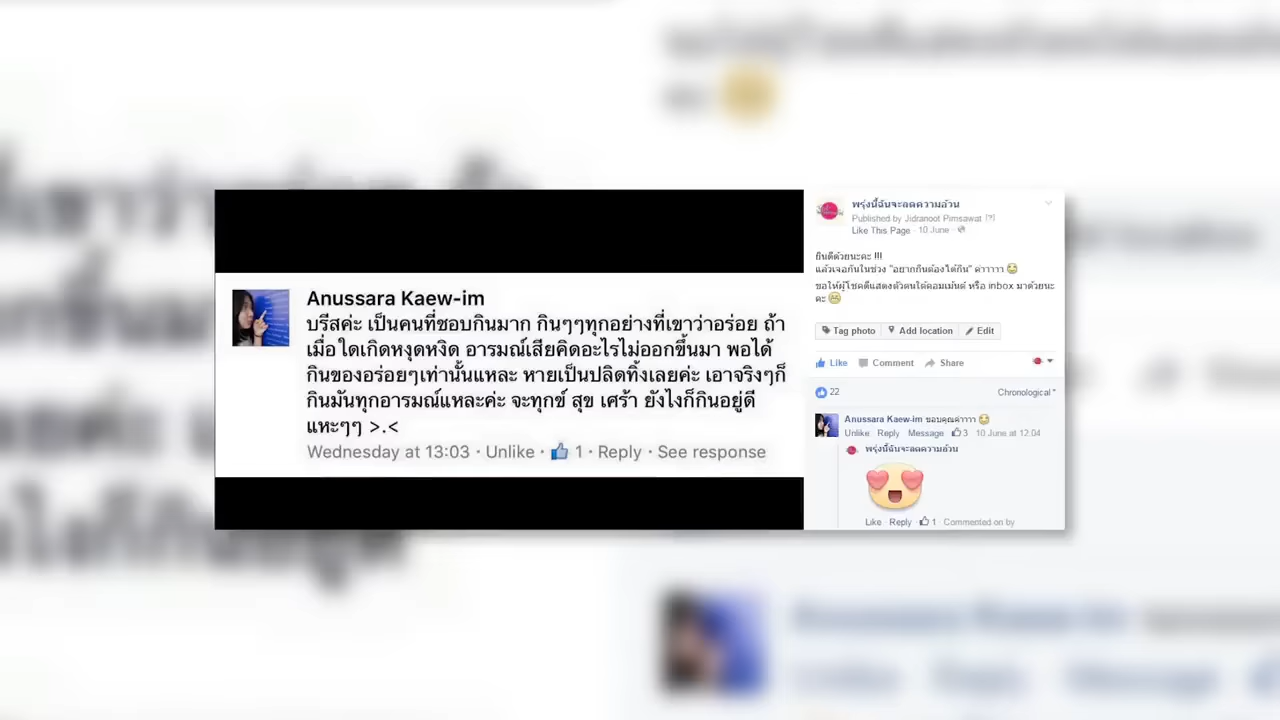 Anussara Kaew-im
บรีสค่ะ เป็นคนที่ชอบกินมาก กินๆๆทุกอย่างที่เขาว่าอร่อย ถ้า
เมื่อใดเกิดหงุดหงิด อารมณ์เสียคิดอะไรไม่ออกขึ้นมา พอได้
กินของอร่อยๆเท่านั้นแหละ หายเป็นปลิดทิ้งเลยค่ะ เอาจริงๆก็
กินมันทุกอารมณ์แหละค่ะ จะทุกข์ สุข เศร้า ยังไงก็กินอยู่ดี
แหะๆๆ >.<
Wednesday at 13:03 · Unlike · 1 · Reply · See response
พรุ่งนี้ฉันจะลดความอ้วน
Published by Jidranoot Pimsawat [?]
Like This Page · 10 June ·
ยินดีด้วยนะคะ !!!
แล้วเจอกันในช่วง "อยากกินต้องได้กิน" ค่าาาาา 😂
ขอให้ผู้โชคดีแสดงตัวตนใต้คอมเม้นต์ หรือ inbox มาด้วยนะ
คะ 😁
Tag photo Add location Edit
Like Comment Share
22 Chronological
Anussara Kaew-im ขอบคุณค่าาาา 😂
Unlike Reply Message 3 10 June at 12:04
พรุ่งนี้ฉันจะลดความอ้วน
Like Reply 1 · Commented on by